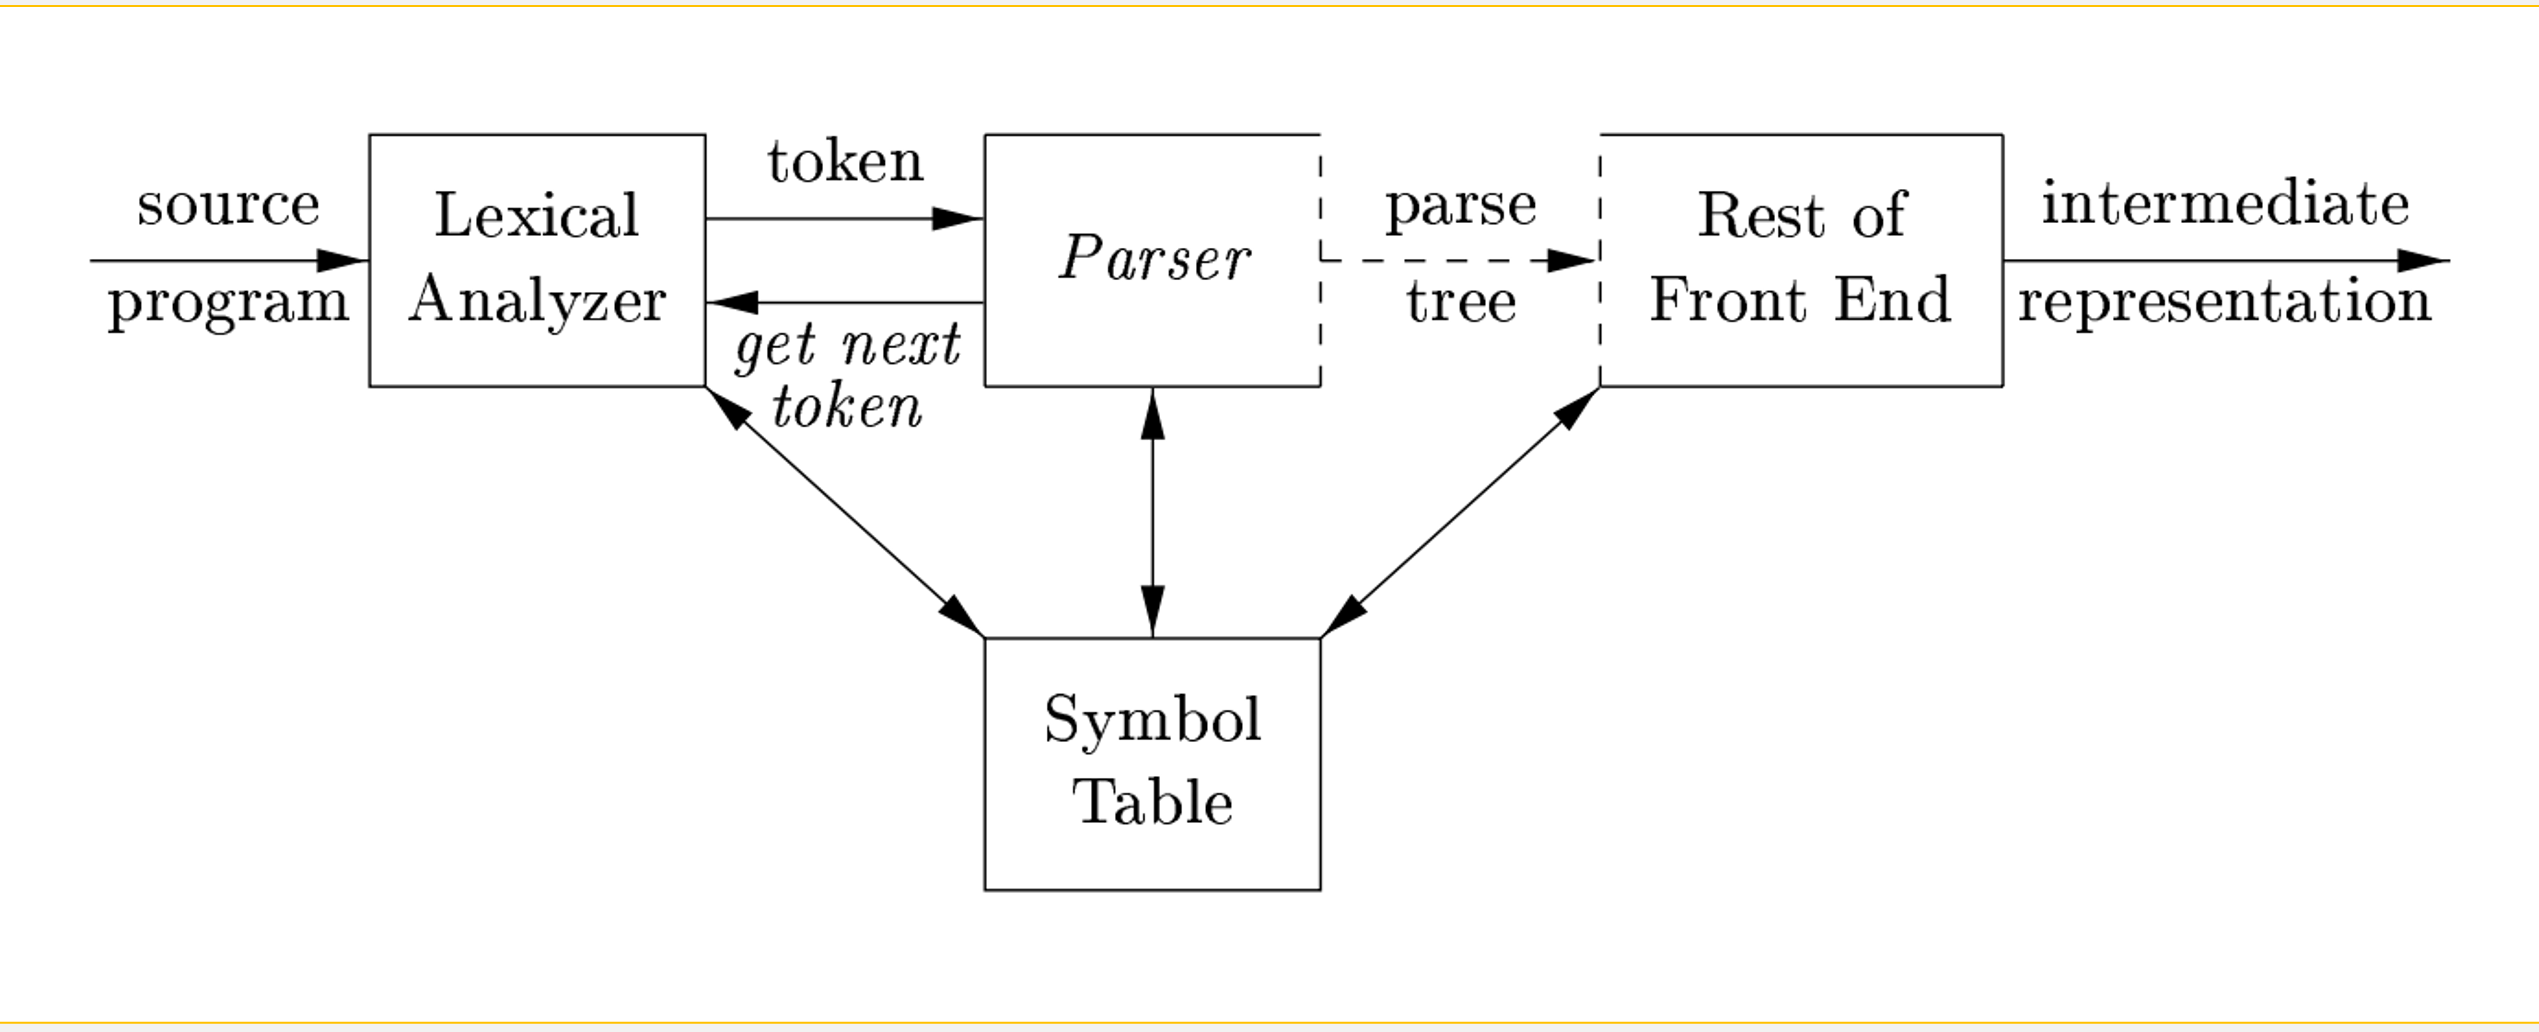 source
program
Lexical
Analyzer
token
get next
token
Parser
parse
tree
Rest of
Front End
intermediate
representation
Symbol
Table